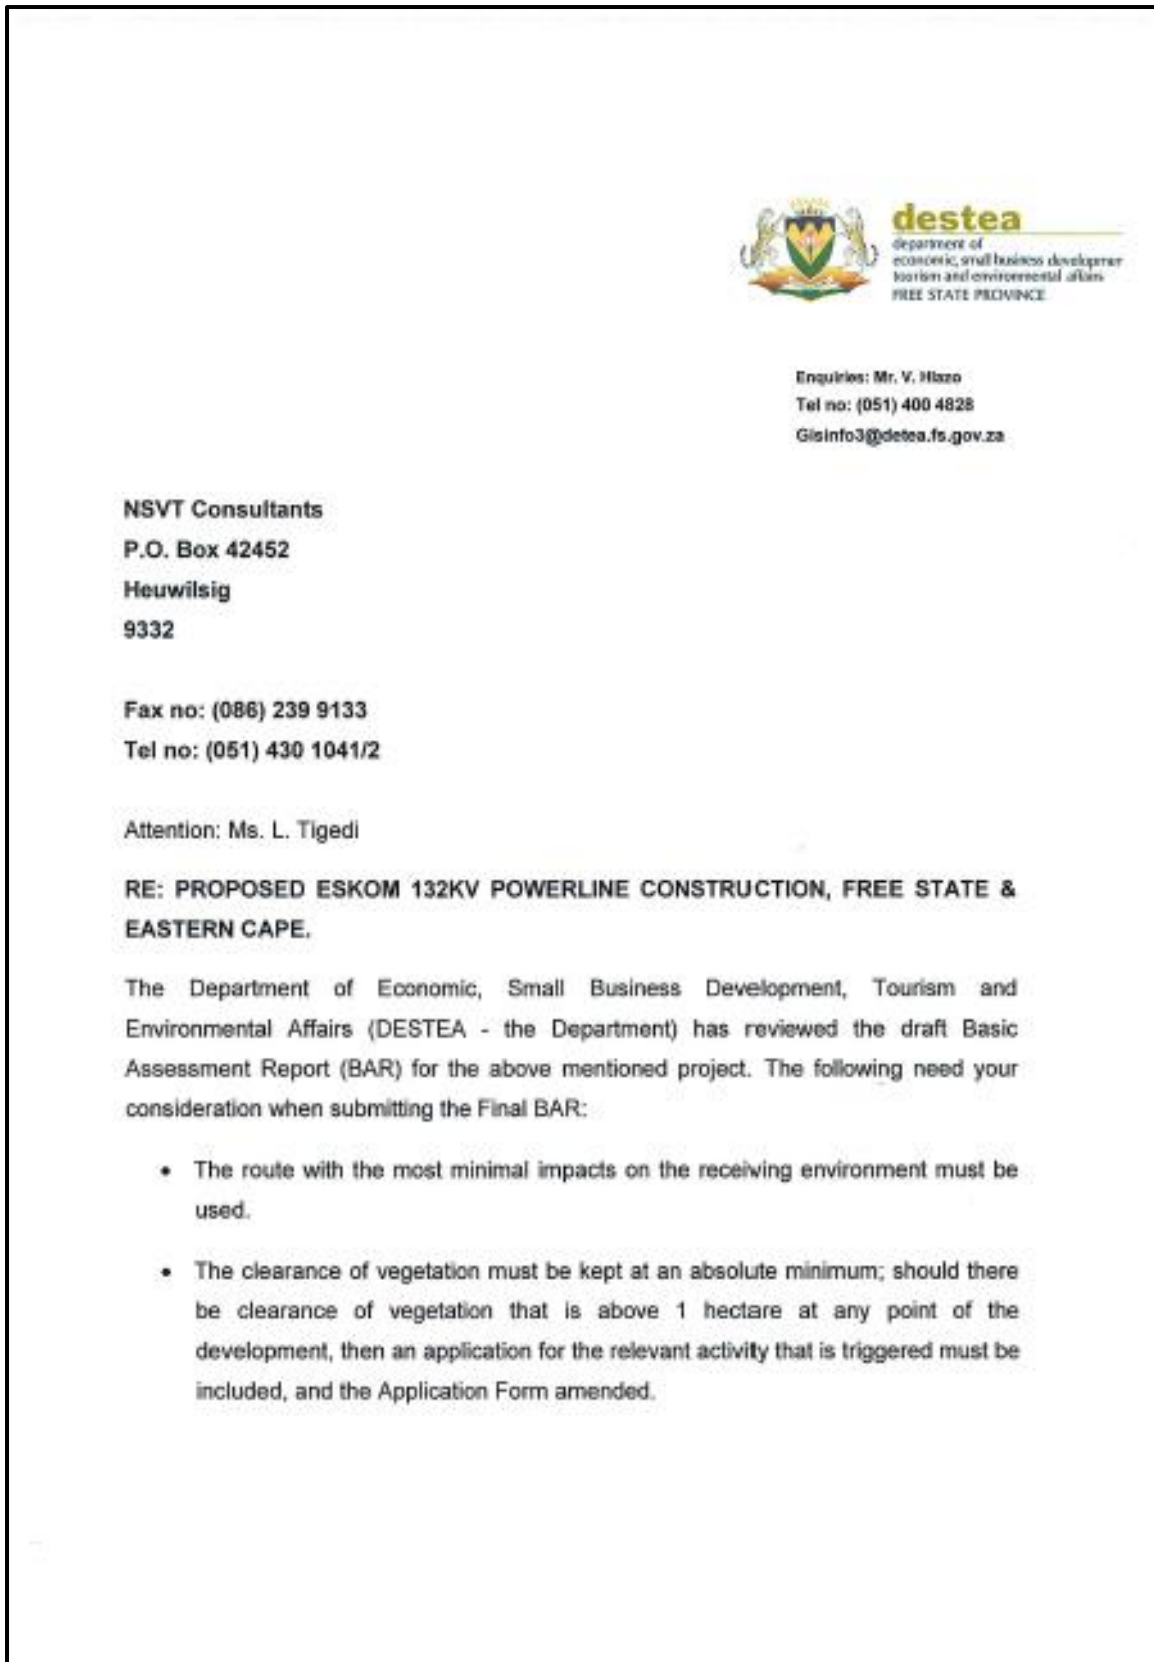 destea
department of
economic, small business developmer
tourism and environmental affairs
FREE STATE PROVINCE
Enquiries: Mr. V. Hlazo
Tel no: (051) 400 4828
Gisinfo3@detea.fs.gov.za
NSVT Consultants
P.O. Box 42452
Heuwilsig
9332
Fax no: (086) 239 9133
Tel no: (051) 430 1041/2
Attention: Ms. L. Tigedi
RE: PROPOSED ESKOM 132KV POWERLINE CONSTRUCTION, FREE STATE &
EASTERN CAPE.
The Department of Economic, Small Business Development, Tourism and
Environmental Affairs (DESTEA - the Department) has reviewed the draft Basic
Assessment Report (BAR) for the above mentioned project. The following need your
consideration when submitting the Final BAR:
• The route with the most minimal impacts on the receiving environment must be
used.
• The clearance of vegetation must be kept at an absolute minimum; should there
be clearance of vegetation that is above 1 hectare at any point of the
development, then an application for the relevant activity that is triggered must be
included, and the Application Form amended.